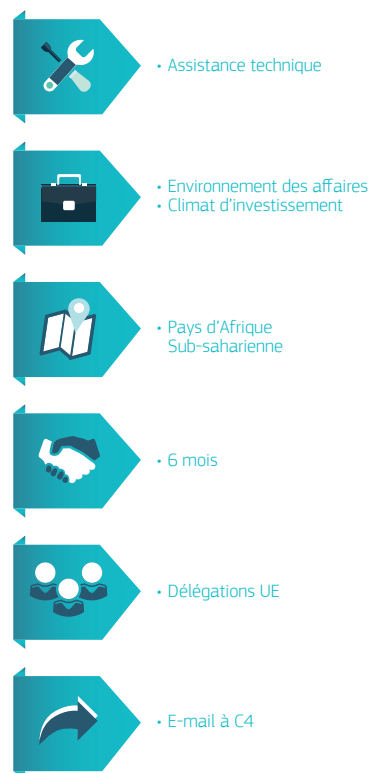 • Assistance technique
• Environnement des affaires
• Climat d'investissement
• Pays d'Afrique
Sub-saharienne
• 6 mois
• Délégations UE
• E-mail à C4